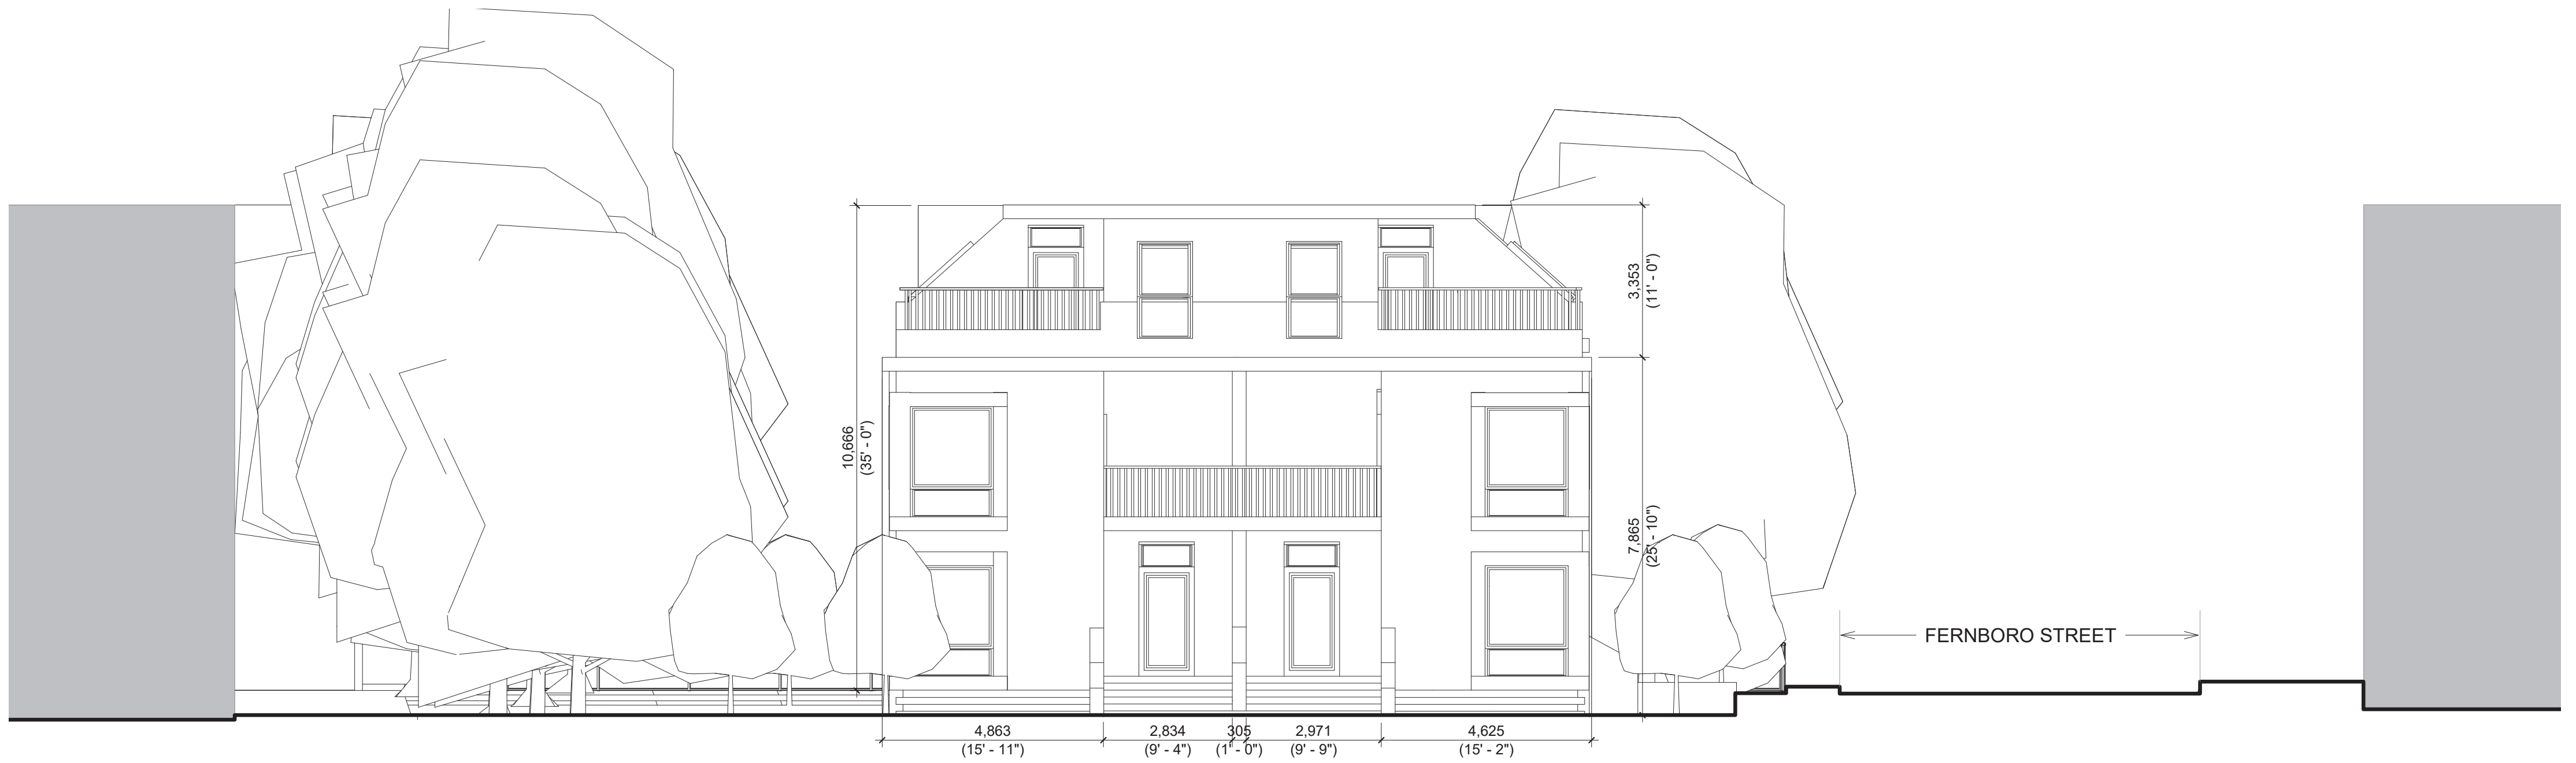 3,353
(11' - 0")
10,666
(35' - 0")
7,865
(25' - 10")
FERNBORO STREET
4,863
(15' - 11")
2,834
(9' - 4")
305
(1' - 0")
2,971
(9' - 9")
4,625
(15' - 2")